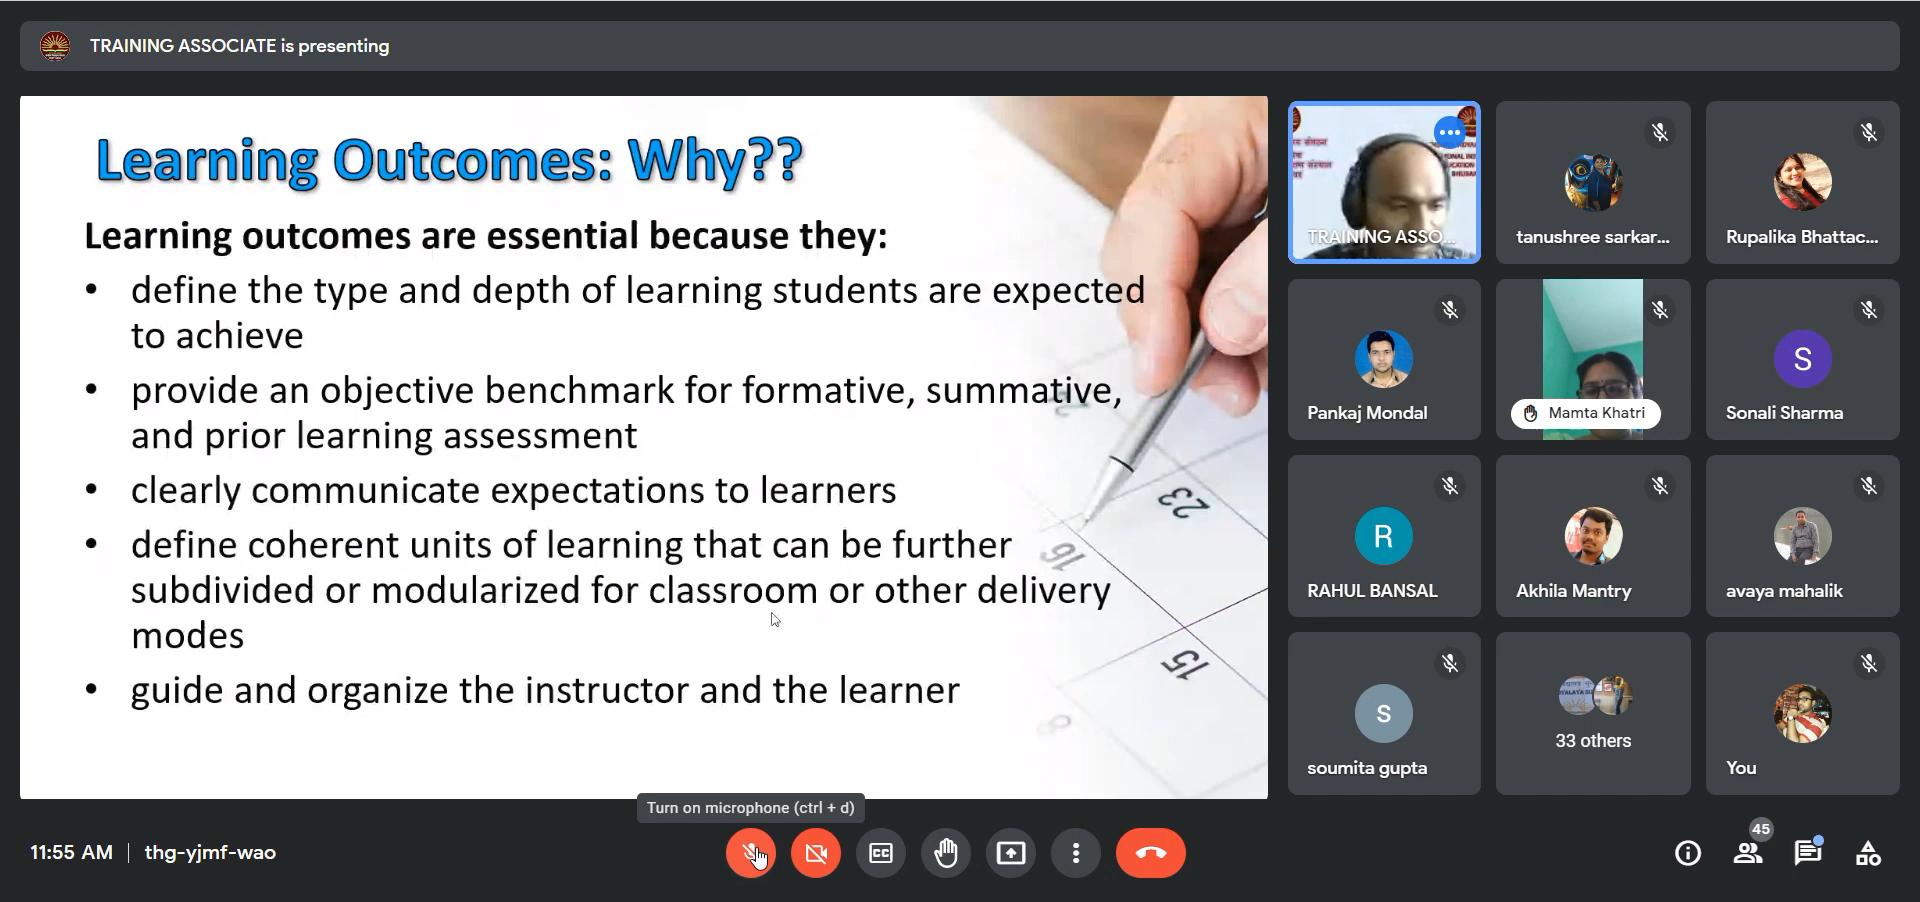 TRAINING ASSOCIATE is presenting
Learning Outcomes: Why??
Learning outcomes are essential because they:
• define the type and depth of learning students are expected
to achieve
• provide an objective benchmark for formative, summative,
and prior learning assessment
• clearly communicate expectations to learners
• define coherent units of learning that can be further
subdivided or modularized for classroom or other delivery
modes
• guide and organize the instructor and the learner
23
16
15
8
TRAINING ASSO...
tanushree sarkar...
Rupalika Bhattac...
Pankaj Mondal
Mamta Khatri
S
Sonali Sharma
R
RAHUL BANSAL
Akhila Mantry
avaya mahalik
S
soumita gupta
33 others
You
Turn on microphone (ctrl + d)
11:55 AM | thg-yjmf-wao
CC
45